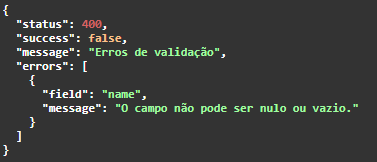 {
  "status": 400,
  "success": false,
  "message": "Erros de validação",
  "errors": [
    {
      "field": "name",
      "message": "O campo não pode ser nulo ou vazio."
    }
  ]
}